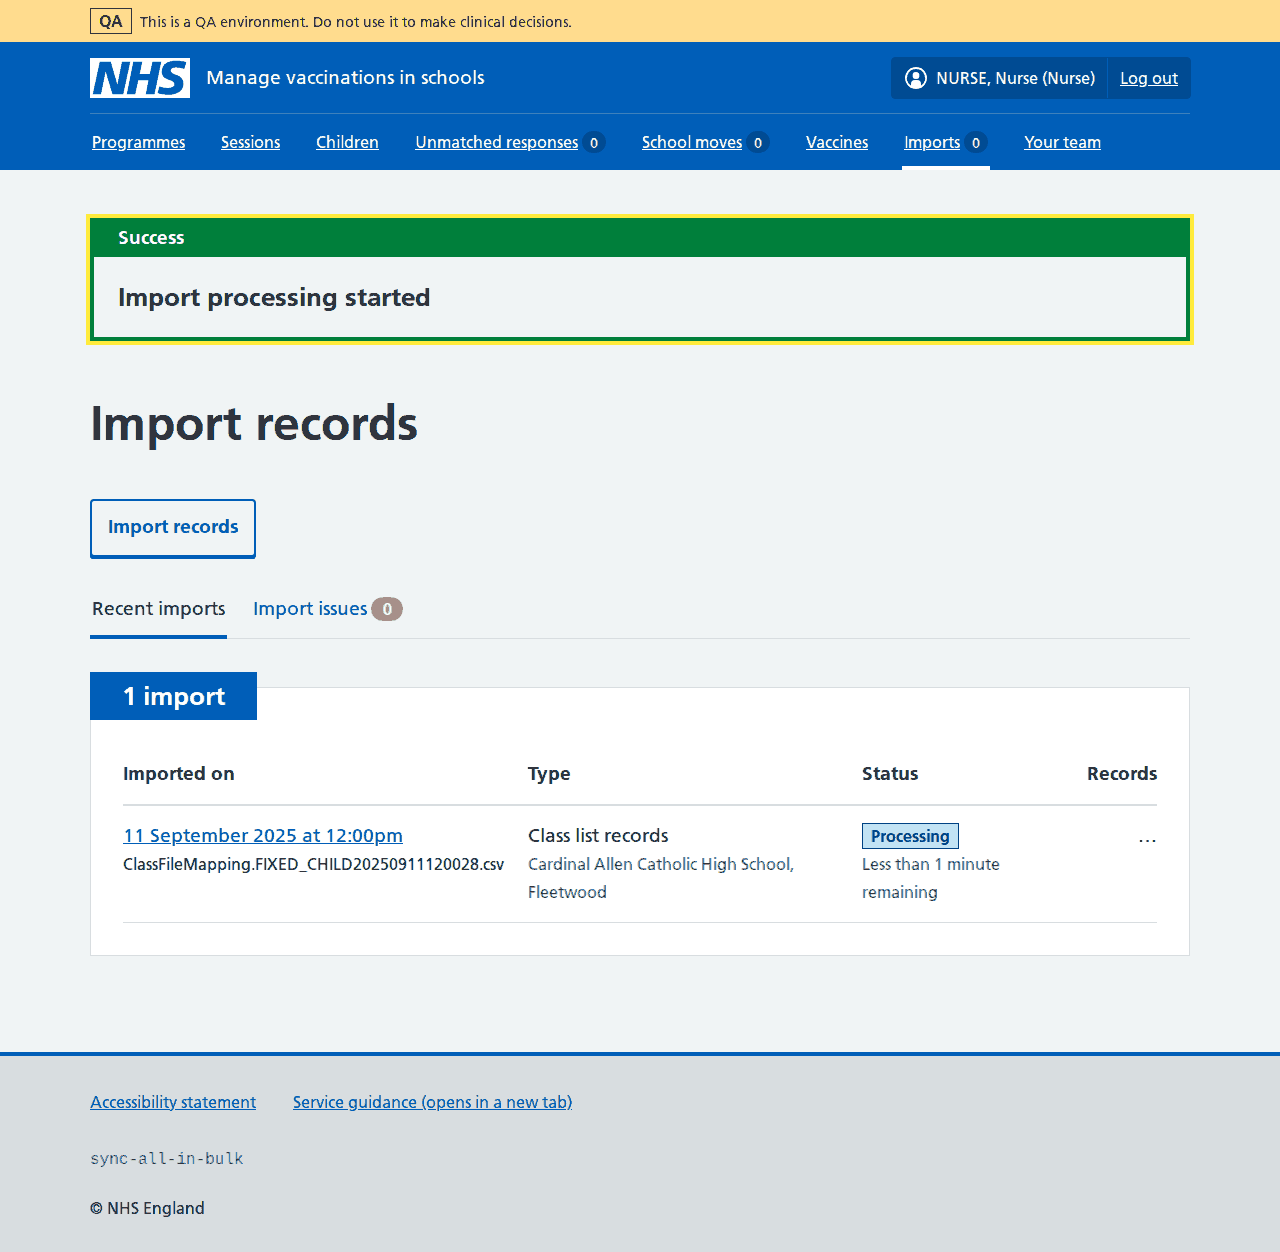 QA This is a QA environment. Do not use it to make clinical decisions.
NHS Manage vaccinations in schools NURSE, Nurse (Nurse) Log out
Programmes Sessions Children Unmatched responses 0 School moves 0 Vaccines Imports 0 Your team
Success
Import processing started
Import records
Import records
Recent imports Import issues 0
1 import
Imported on Type Status Records
11 September 2025 at 12:00pm Class list records Processing ...
ClassFileMapping.FIXED_CHILD20250911120028.csv Cardinal Allen Catholic High School, Less than 1 minute
Fleetwood remaining
Accessibility statement Service guidance (opens in a new tab)
sync-all-in-bulk
© NHS England